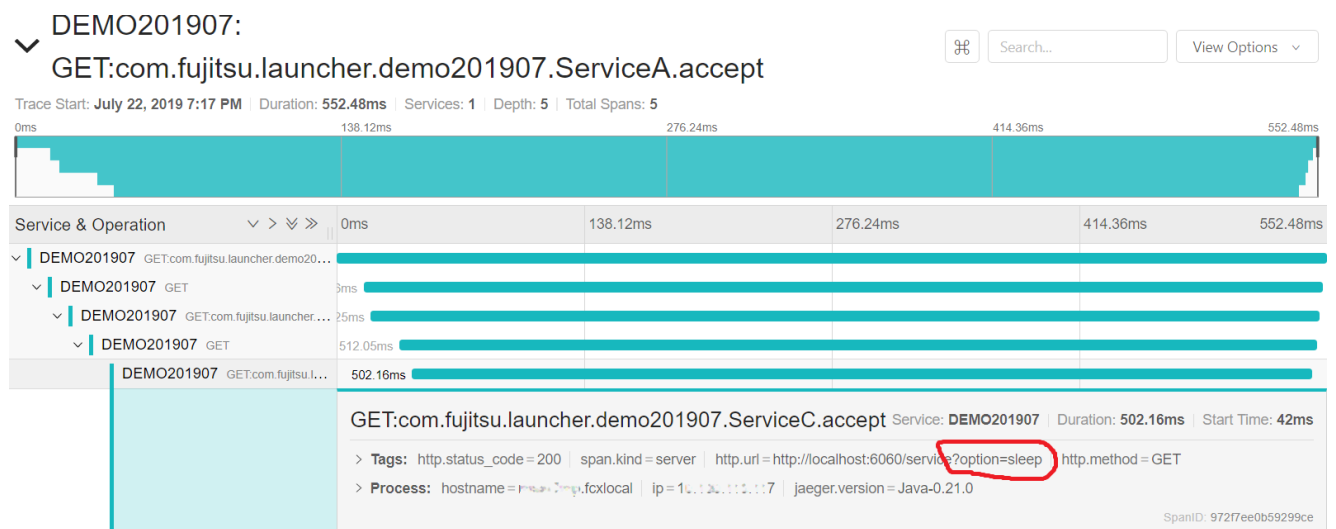 DEMO201907:
GET:com.fujitsu.launcher.demo201907.ServiceA.accept
⌘ Search... View Options
Trace Start: July 22, 2019 7:17 PM Duration: 552.48ms Services: 1 Depth: 5 Total Spans: 5
0ms 138.12ms 276.24ms 414.36ms 552.48ms
Service & Operation 0ms 138.12ms 276.24ms 414.36ms 552.48ms
DEMO201907 GET:com.fujitsu.launcher.demo20...
DEMO201907 GET
DEMO201907 GET:com.fujitsu.launcher.... 25ms
DEMO201907 GET 512.05ms
DEMO201907 GET:com.fujitsu.l... 502.16ms
GET:com.fujitsu.launcher.demo201907.ServiceC.accept Service: DEMO201907 Duration: 502.16ms Start Time: 42ms
Tags: http.status_code = 200 span.kind = server http.url = http://localhost:6060/service?option=sleep http.method = GET
Process: hostname = .fcxlocal ip = jaeger.version = Java-0.21.0
SpanID: 972f7ee0b59299ce